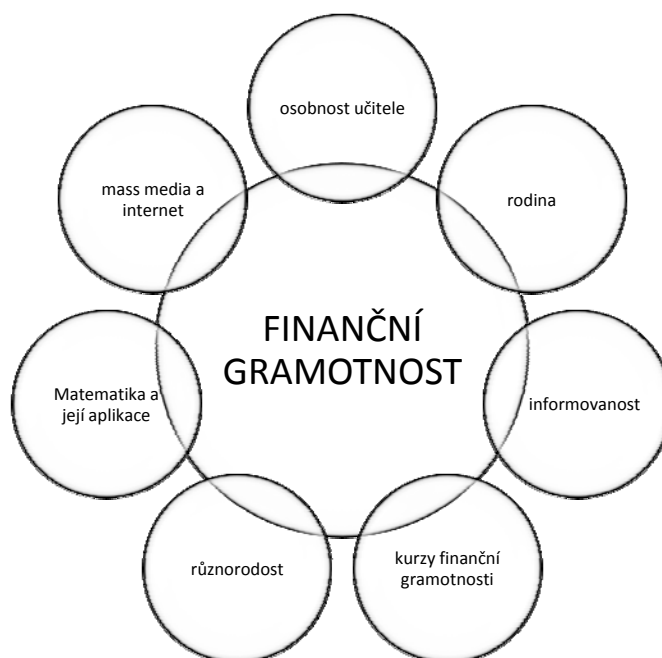 osobnost učitele
mass media a
internet
rodina
FINANČNÍ
GRAMOTNOST
Matematika a
její aplikace
informovanost
různorodost
kurzy finanční
gramotnosti